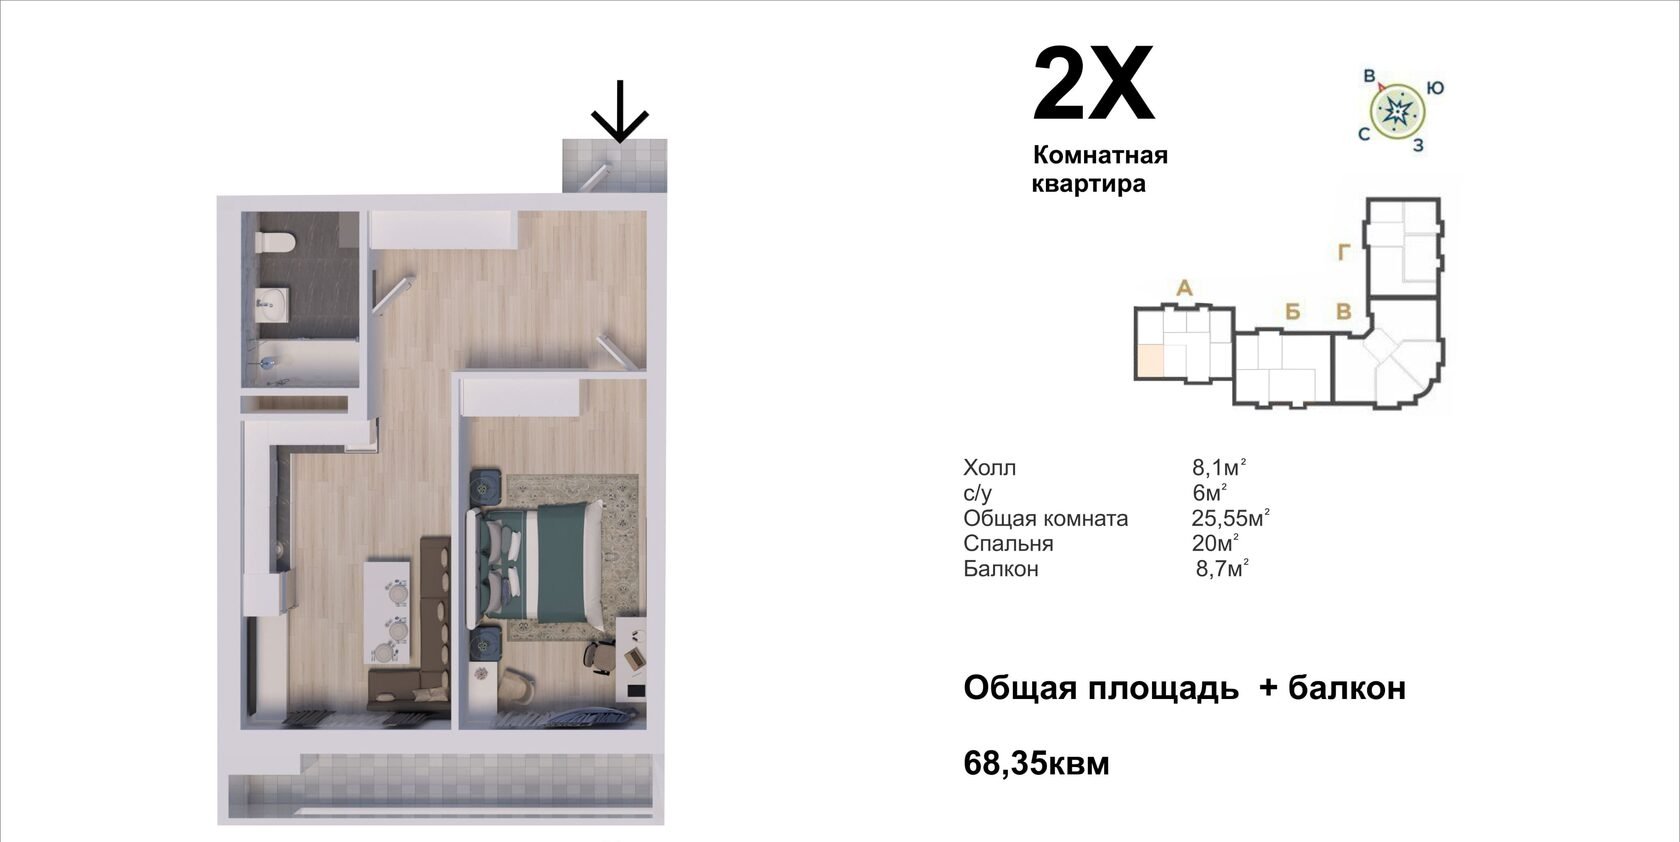 2X
Комнатная
квартира
В
Ю
С
З
Г
А
Б
В
Холл 8,1м²
с/у 6м²
Общая комната 25,55м²
Спальня 20м²
Балкон 8,7м²
Общая площадь + балкон
68,35квм